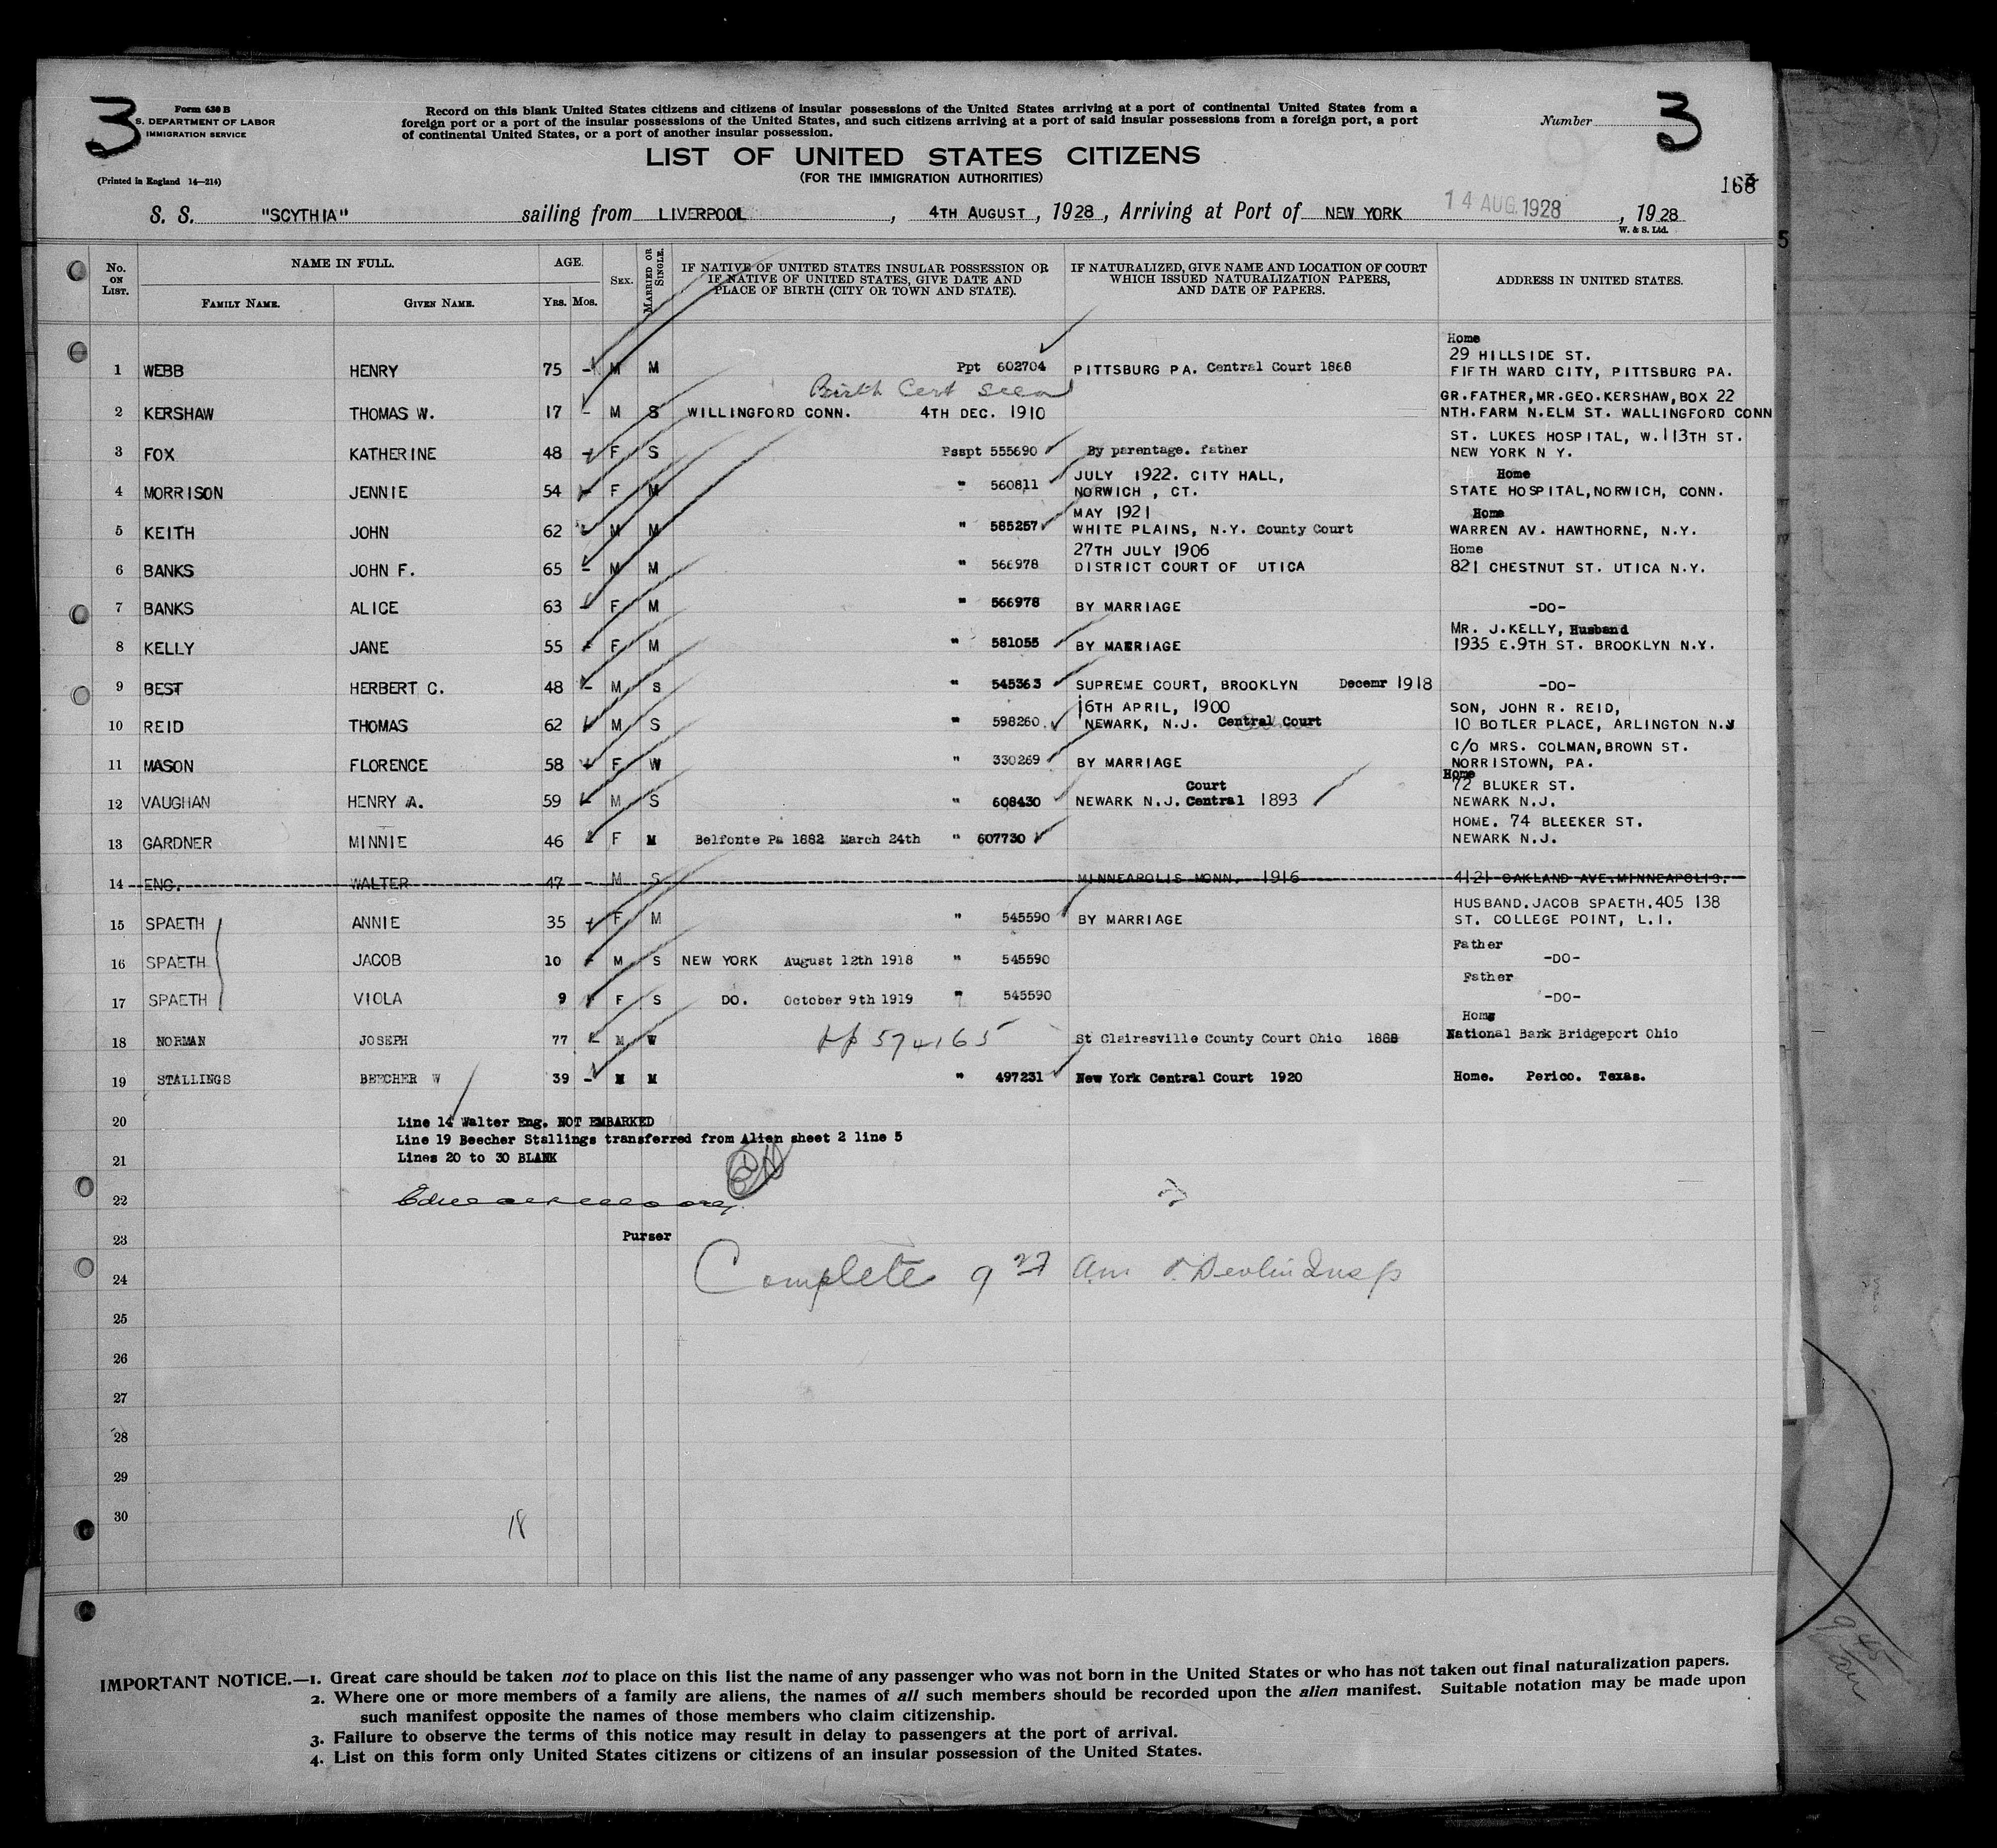 3
Form 630 B
S. DEPARTMENT OF LABOR
IMMIGRATION SERVICE
(Printed in England 14—214)
Record on this blank United States citizens and citizens of insular possessions of the United States arriving at a port of continental United States from a
foreign port or a port of the insular possessions of the United States, and such citizens arriving at a port of said insular possessions from a foreign port, a port
of continental United States, or a port of another insular possession.
Number 3
LIST OF UNITED STATES CITIZENS
(FOR THE IMMIGRATION AUTHORITIES)
168
S. S. "SCYTHIA" sailing from LIVERPOOL, 4TH AUGUST, 1928, Arriving at Port of NEW YORK 14 AUG. 1928, 1928
W. & S. Ltd.
No. ON LIST. NAME IN FULL. FAMILY NAME. GIVEN NAME. AGE. YRS. MOS. SEX. MARRIED OR SINGLE. IF NATIVE OF UNITED STATES INSULAR POSSESSION OR IF NATIVE OF UNITED STATES, GIVE DATE AND PLACE OF BIRTH (CITY OR TOWN AND STATE). IF NATURALIZED, GIVE NAME AND LOCATION OF COURT WHICH ISSUED NATURALIZATION PAPERS, AND DATE OF PAPERS. ADDRESS IN UNITED STATES.
1 WEBB HENRY 75 - M M Ppt 602704 PITTSBURG PA. Central Court 1868 Home 29 HILLSIDE ST. FIFTH WARD CITY, PITTSBURG PA.
Birth Cert seen
2 KERSHAW THOMAS W. 17 - M S WILLINGFORD CONN. 4TH DEC. 1910 GR.FATHER,MR.GEO.KERSHAW,BOX 22 NTH.FARM N.ELM ST. WALLINGFORD CONN
3 FOX KATHERINE 48 - F S Psspt 555690 By parentage. father ST. LUKES HOSPITAL, W.113TH ST. NEW YORK N Y.
4 MORRISON JENNIE 54 - F M " 560811 JULY 1922. CITY HALL, NORWICH , CT. Home STATE HOSPITAL,NORWICH, CONN.
5 KEITH JOHN 62 - M M " 585257 MAY 1921 WHITE PLAINS, N.Y. County Court Home WARREN AV. HAWTHORNE, N.Y.
6 BANKS JOHN F. 65 - M M " 566978 27TH JULY 1906 DISTRICT COURT OF UTICA Home 821 CHESTNUT ST. UTICA N.Y.
7 BANKS ALICE 63 - F M " 566978 BY MARRIAGE -DO-
8 KELLY JANE 55 - F M " 581055 BY MARRIAGE MR. J.KELLY, Husband 1935 E.9TH ST. BROOKLYN N.Y.
9 BEST HERBERT C. 48 - M S " 545363 SUPREME COURT, BROOKLYN Decemr 1918 -DO-
10 REID THOMAS 62 - M S " 598260 16TH APRIL, 1900 NEWARK, N.J. Central Court SON, JOHN R. REID, 10 BOTLER PLACE, ARLINGTON N.J
11 MASON FLORENCE 58 - F W " 330269 BY MARRIAGE C/O MRS. COLMAN,BROWN ST. NORRISTOWN, PA.
12 VAUGHAN HENRY A. 59 - M S " 608430 NEWARK N.J. Central Court 1893 Home 72 BLUKER ST. NEWARK N.J.
13 GARDNER MINNIE 46 - F M Belfonte Pa 1882 March 24th " 607730 HOME. 74 BLEEKER ST. NEWARK N.J.
14 ENG. WALTER 47 - M S MINNEAPOLIS MONN. 1916 4121 OAKLAND AVE.MINNEAPOLIS.
15 SPAETH ANNIE 35 - F M " 545590 BY MARRIAGE HUSBAND.JACOB SPAETH.405 138 ST. COLLEGE POINT, L.I.
16 SPAETH JACOB 10 - M S NEW YORK August 12th 1918 " 545590 Father -DO-
17 SPAETH VIOLA 9 - F S DO. October 9th 1919 " 545590 Father -DO-
18 NORMAN JOSEPH 77 - M W pp 574165 St Clairesville County Court Ohio 1868 Home National Bank Bridgeport Ohio
19 STALLINGS BEECHER W 39 - M M " 497231 New York Central Court 1920 Home. Perico. Texas.
20 Line 14 Walter Eng. NOT EMBARKED
Line 19 Beecher Stallings transferred from Alien sheet 2 line 5
21 Lines 20 to 30 BLANK
22
23 Purser
24 Complete 9 27 am Devlin Insp
25
26
27
28
29
30
18
IMPORTANT NOTICE.—1. Great care should be taken not to place on this list the name of any passenger who was not born in the United States or who has not taken out final naturalization papers.
2. Where one or more members of a family are aliens, the names of all such members should be recorded upon the alien manifest. Suitable notation may be made upon
such manifest opposite the names of those members who claim citizenship.
3. Failure to observe the terms of this notice may result in delay to passengers at the port of arrival.
4. List on this form only United States citizens or citizens of an insular possession of the United States.
5
9 45 am